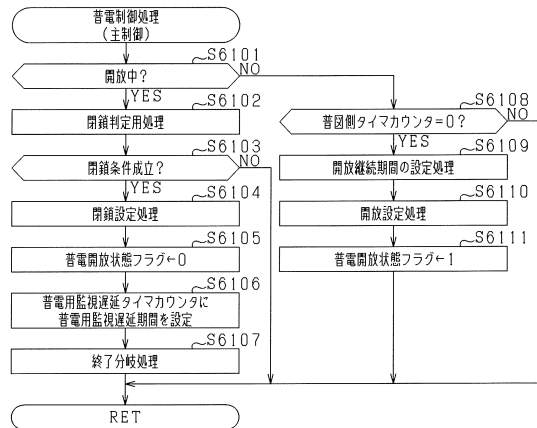 普電制御処理
(主制御)
S6101
開放中?
NO
YES
S6102
閉鎖判定用処理
S6103
閉鎖条件成立?
NO
YES
S6104
閉鎖設定処理
S6105
普電開放状態フラグ←0
S6106
普電用監視遅延タイマカウンタに
普電用監視遅延期間を設定
S6107
終了分岐処理
RET
S6108
普図側タイマカウンタ=0?
NO
YES
S6109
開放継続期間の設定処理
S6110
開放設定処理
S6111
普電開放状態フラグ←1